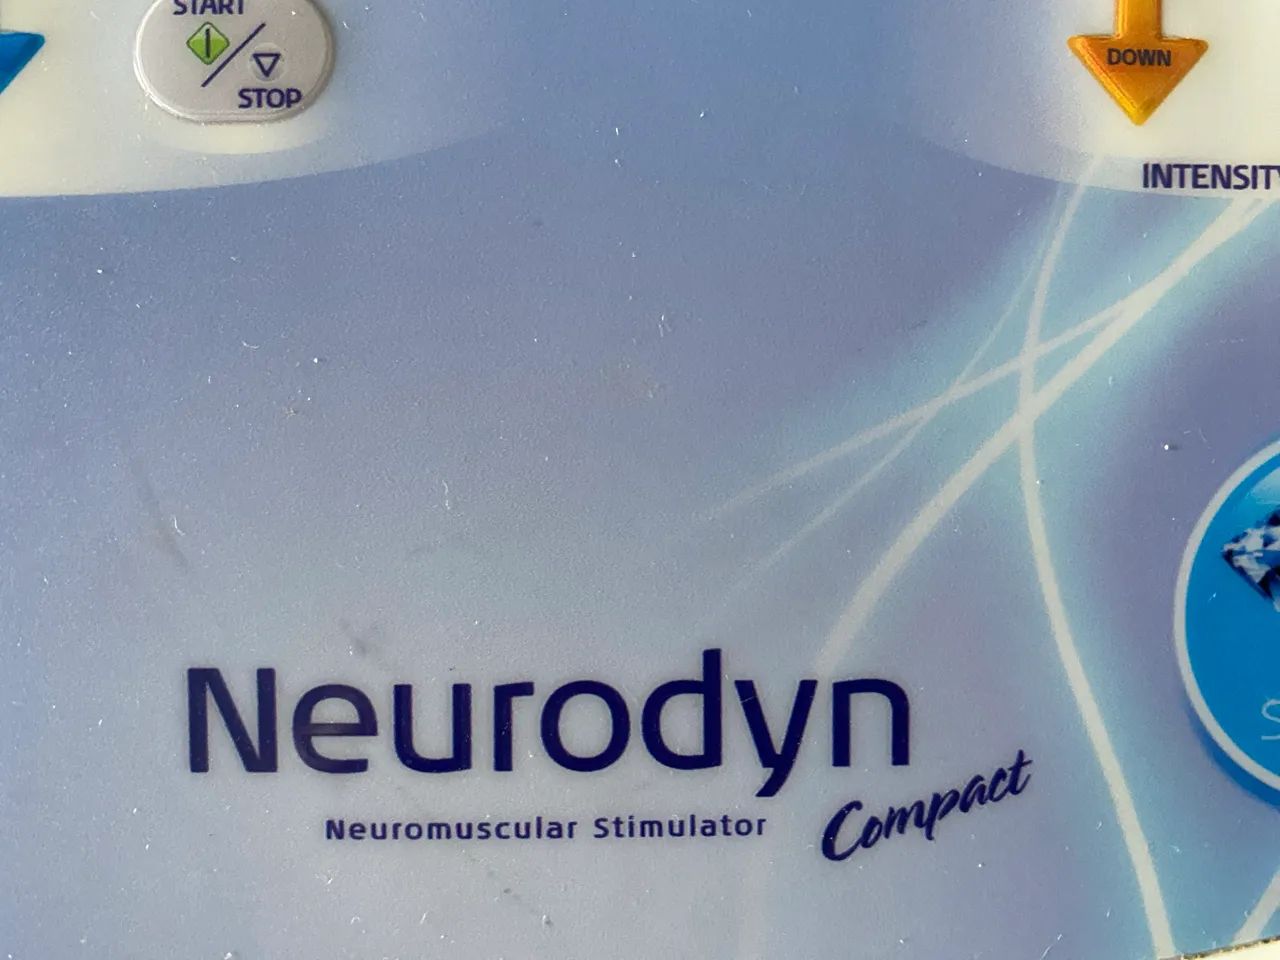 START
STOP
DOWN
INTENSITY
Neurodyn
Compact
Neuromuscular Stimulator